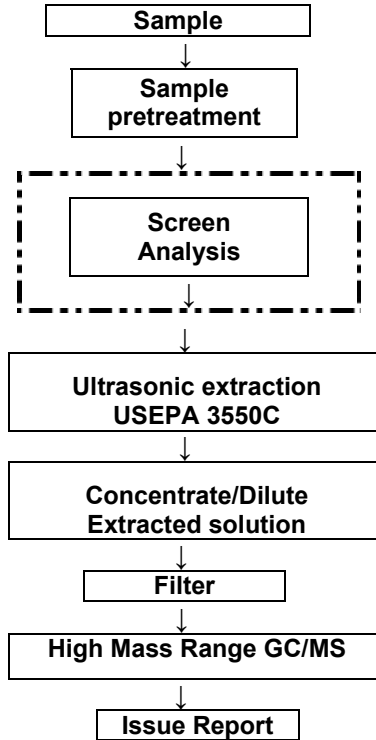 Sample
Sample
pretreatment
Screen
Analysis
Ultrasonic extraction
USEPA 3550C
Concentrate/Dilute
Extracted solution
Filter
High Mass Range GC/MS
Issue Report